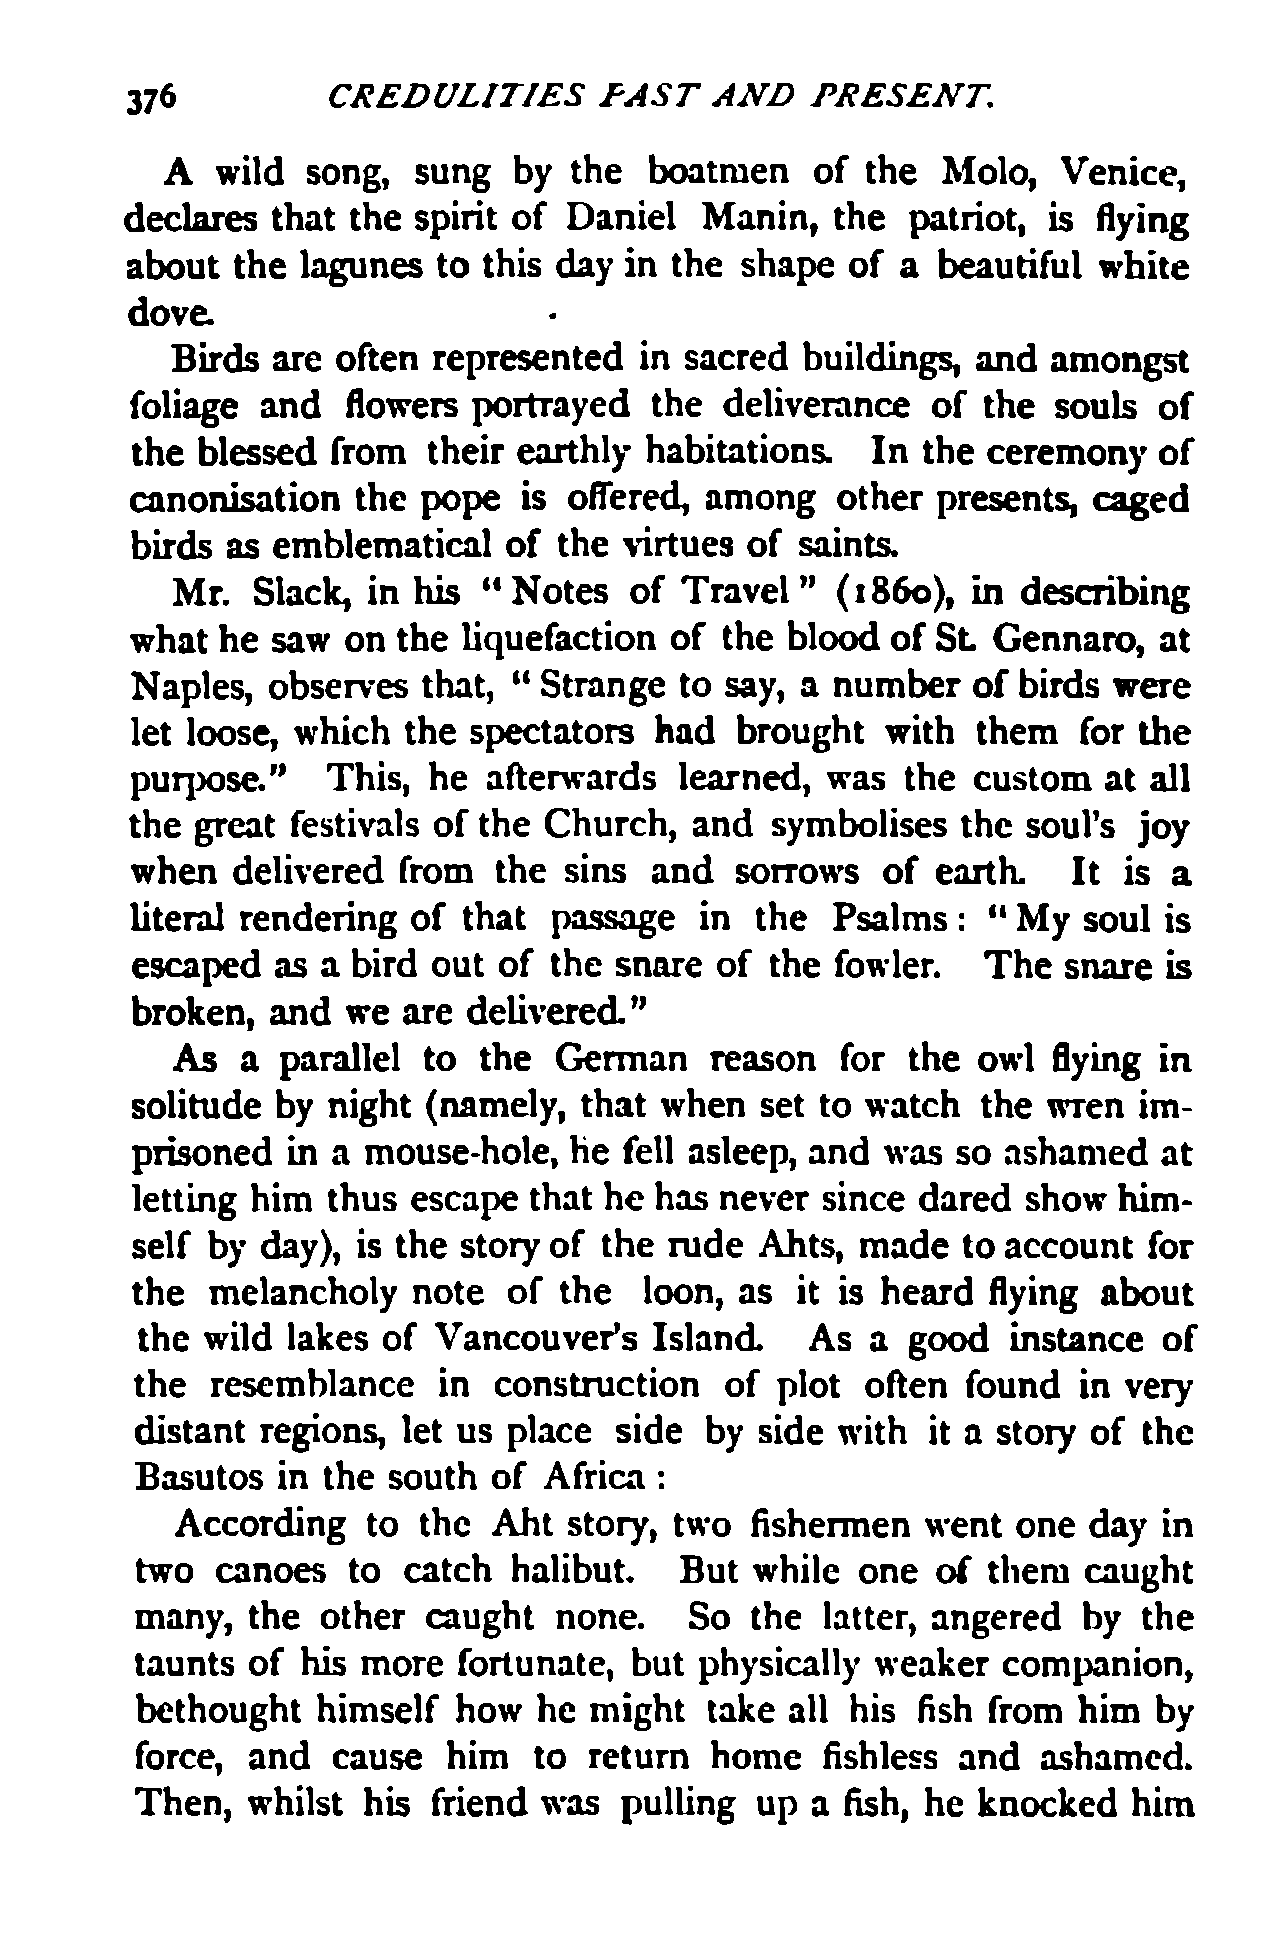 376 CREDULITIES PAST AND PRESENT.
A wild song, sung by the boatmen of the Molo, Venice,
declares that the spirit of Daniel Manin, the patriot, is flying
about the lagunes to this day in the shape of a beautiful white
dove.
Birds are often represented in sacred buildings, and amongst
foliage and flowers portrayed the deliverance of the souls of
the blessed from their earthly habitations. In the ceremony of
canonisation the pope is offered, among other presents, caged
birds as emblematical of the virtues of saints.
Mr. Slack, in his “Notes of Travel” (1860), in describing
what he saw on the liquefaction of the blood of St. Gennaro, at
Naples, observes that, “Strange to say, a number of birds were
let loose, which the spectators had brought with them for the
purpose.” This, he afterwards learned, was the custom at all
the great festivals of the Church, and symbolises the soul’s joy
when delivered from the sins and sorrows of earth. It is a
literal rendering of that passage in the Psalms: “My soul is
escaped as a bird out of the snare of the fowler. The snare is
broken, and we are delivered.”
As a parallel to the German reason for the owl flying in
solitude by night (namely, that when set to watch the wren im-
prisoned in a mouse-hole, he fell asleep, and was so ashamed at
letting him thus escape that he has never since dared show him-
self by day), is the story of the rude Ahts, made to account for
the melancholy note of the loon, as it is heard flying about
the wild lakes of Vancouver’s Island. As a good instance of
the resemblance in construction of plot often found in very
distant regions, let us place side by side with it a story of the
Basutos in the south of Africa:
According to the Aht story, two fishermen went one day in
two canoes to catch halibut. But while one of them caught
many, the other caught none. So the latter, angered by the
taunts of his more fortunate, but physically weaker companion,
bethought himself how he might take all his fish from him by
force, and cause him to return home fishless and ashamed.
Then, whilst his friend was pulling up a fish, he knocked him